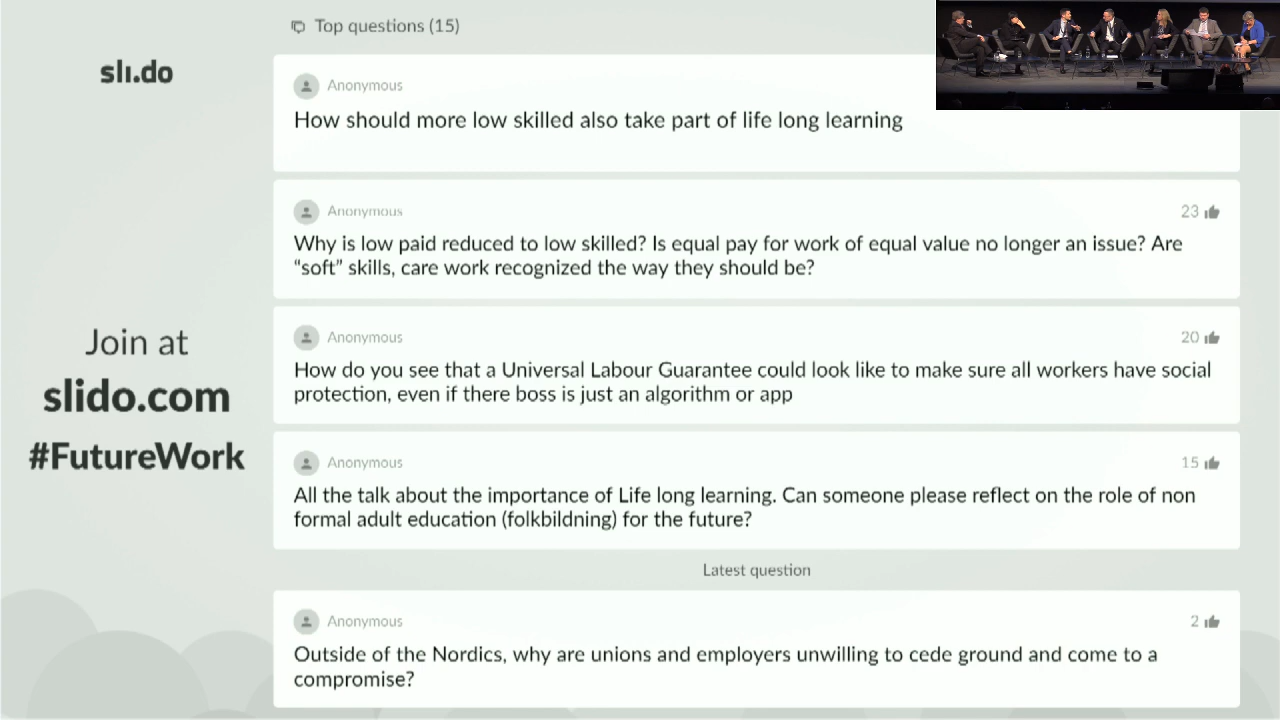 Top questions (15)
sli.do
Anonymous
How should more low skilled also take part of life long learning
Anonymous
23
Why is low paid reduced to low skilled? Is equal pay for work of equal value no longer an issue? Are
“soft” skills, care work recognized the way they should be?
Anonymous
20
How do you see that a Universal Labour Guarantee could look like to make sure all workers have social
protection, even if there boss is just an algorithm or app
Anonymous
15
All the talk about the importance of Life long learning. Can someone please reflect on the role of non
formal adult education (folkbildning) for the future?
Join at
slido.com
#FutureWork
Latest question
Anonymous
2
Outside of the Nordics, why are unions and employers unwilling to cede ground and come to a
compromise?